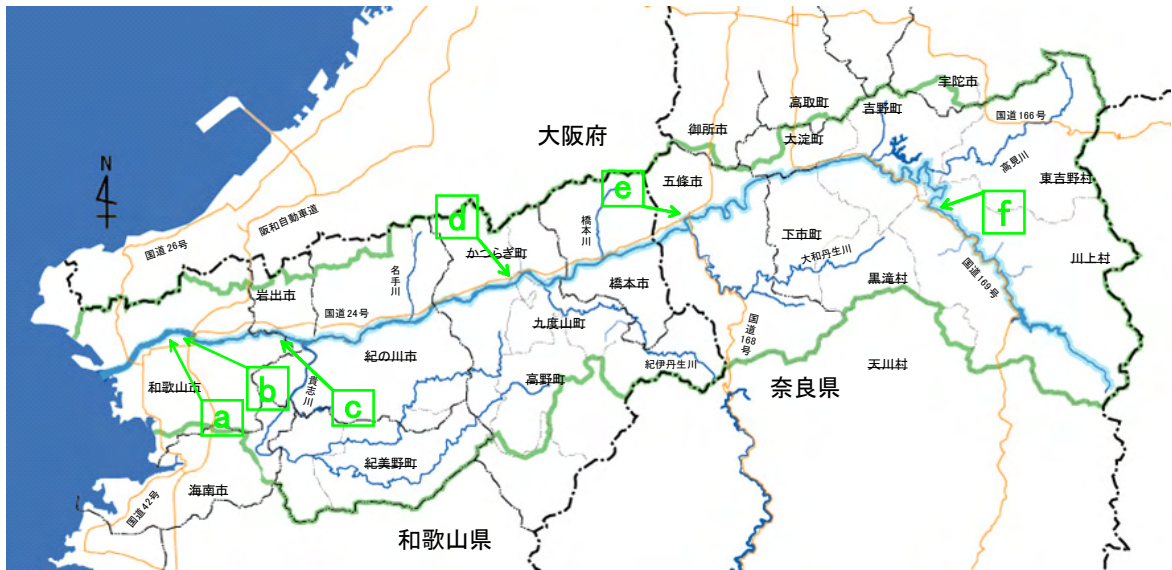 宇陀市
高取町
吉野町
国道166号
大阪府
御所市
大淀町
高見川
N
e
五條市
東吉野村
阪和自動車道
d
橋本川
f
国道26号
かつらぎ町
下市町
大和丹生川
川上村
名手川
岩出市
橋本市
黒滝村
国道169号
国道24号
九度山町
国道168号
紀の川市
紀伊丹生川
天川村
和歌山市
b
貴志川
高野町
奈良県
a
c
紀美野町
海南市
国道42号
和歌山県